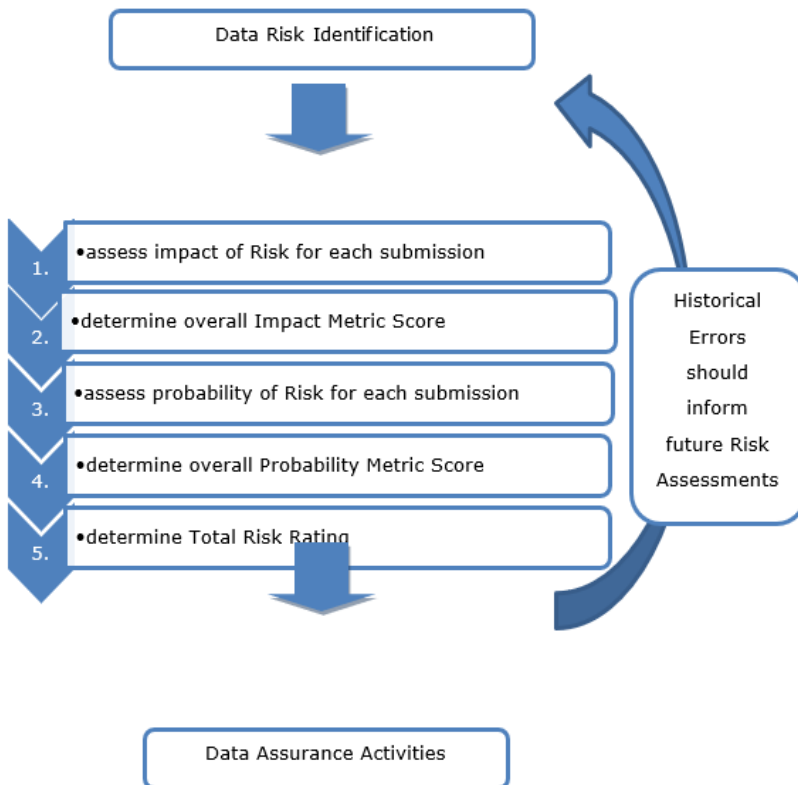 Data Risk Identification
1.
•assess impact of Risk for each submission
2.
•determine overall Impact Metric Score
3.
•assess probability of Risk for each submission
4.
•determine overall Probability Metric Score
5.
•determine Total Risk Rating
Historical
Errors
should
inform
future Risk
Assessments
Data Assurance Activities